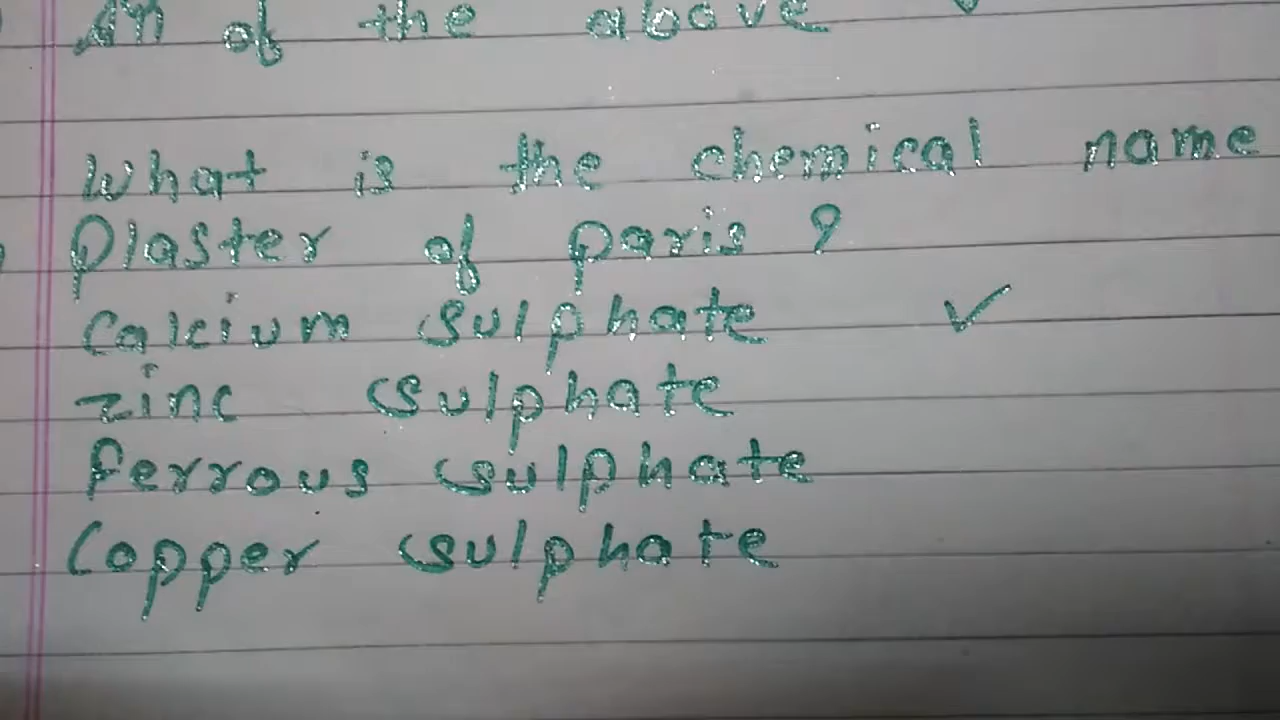 All of the above ✓
What is the chemical name
Plaster of paris ?
Calcium sulphate ✓
Zinc sulphate
Ferrous sulphate
Copper sulphate